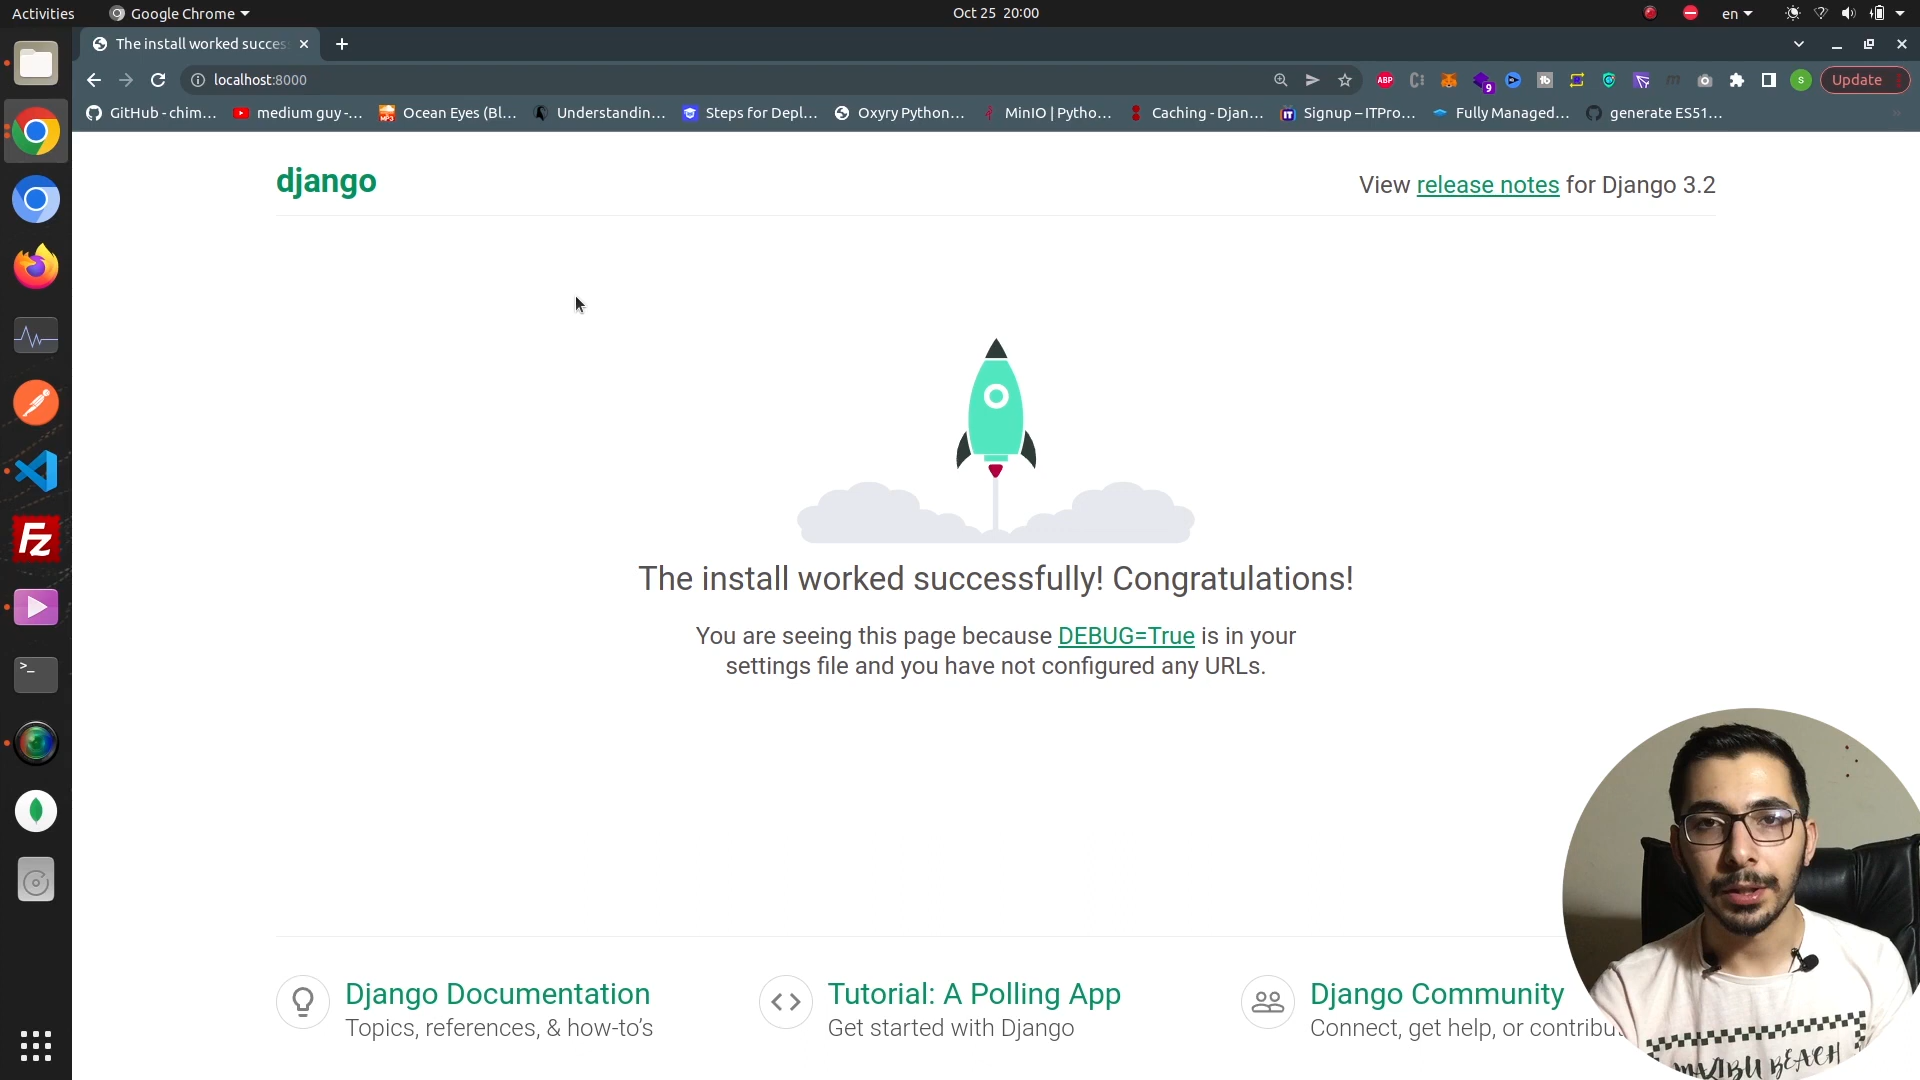 Activities
Google Chrome
Oct 25 20:00
en
The install worked succes
localhost:8000
ABP
9
S
Update
GitHub - chim...
medium guy -...
Ocean Eyes (Bl...
Understandin...
Steps for Depl...
Oxyry Python...
MinIO | Pytho...
Caching - Djan...
Signup – ITPro...
Fully Managed...
generate ES51...
django
View release notes for Django 3.2
The install worked successfully! Congratulations!
You are seeing this page because DEBUG=True is in your
settings file and you have not configured any URLs.
Django Documentation
Topics, references, & how-to’s
Tutorial: A Polling App
Get started with Django
Django Community
Connect, get help, or contribu
BEACH